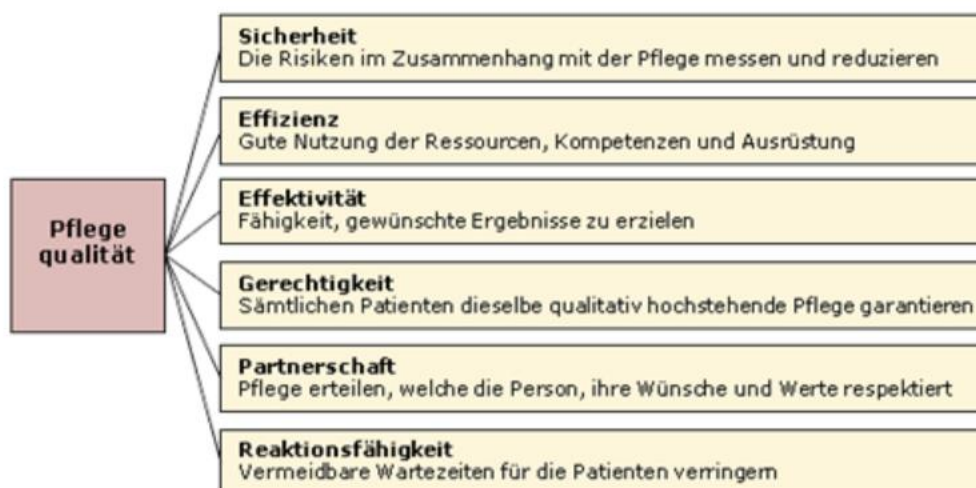 Pflege
qualität
Sicherheit
Die Risiken im Zusammenhang mit der Pflege messen und reduzieren
Effizienz
Gute Nutzung der Ressourcen, Kompetenzen und Ausrüstung
Effektivität
Fähigkeit, gewünschte Ergebnisse zu erzielen
Gerechtigkeit
Sämtlichen Patienten dieselbe qualitativ hochstehende Pflege garantieren
Partnerschaft
Pflege erteilen, welche die Person, ihre Wünsche und Werte respektiert
Reaktionsfähigkeit
Vermeidbare Wartezeiten für die Patienten verringern